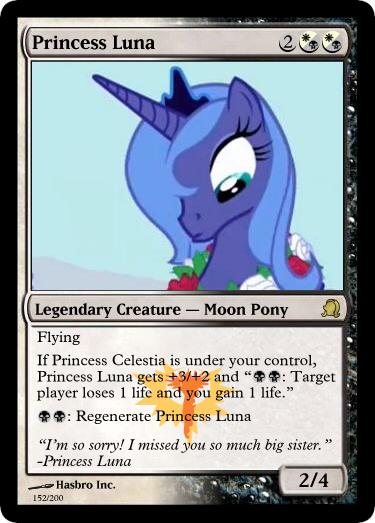 Princess Luna 2
Legendary Creature — Moon Pony
Flying
If Princess Celestia is under your control,
Princess Luna gets +3/+2 and “: Target
player loses 1 life and you gain 1 life.”
: Regenerate Princess Luna
“I'm so sorry! I missed you so much big sister.”
-Princess Luna
2/4
Hasbro Inc.
152/200